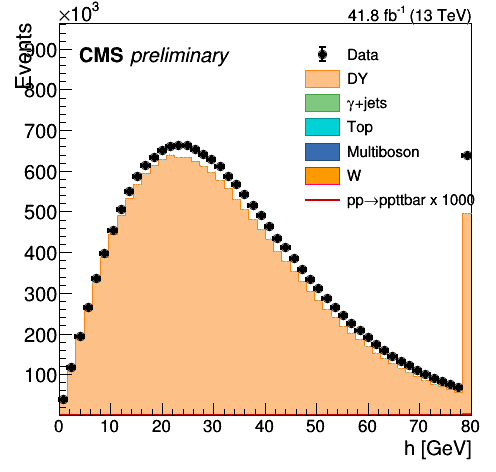 ×10³
41.8 fb⁻¹ (13 TeV)
Events
CMS preliminary
Data
DY
γ+jets
Top
Multiboson
W
pp→ppttbar x 1000
900
800
700
600
500
400
300
200
100
0 10 20 30 40 50 60 70 80
h [GeV]